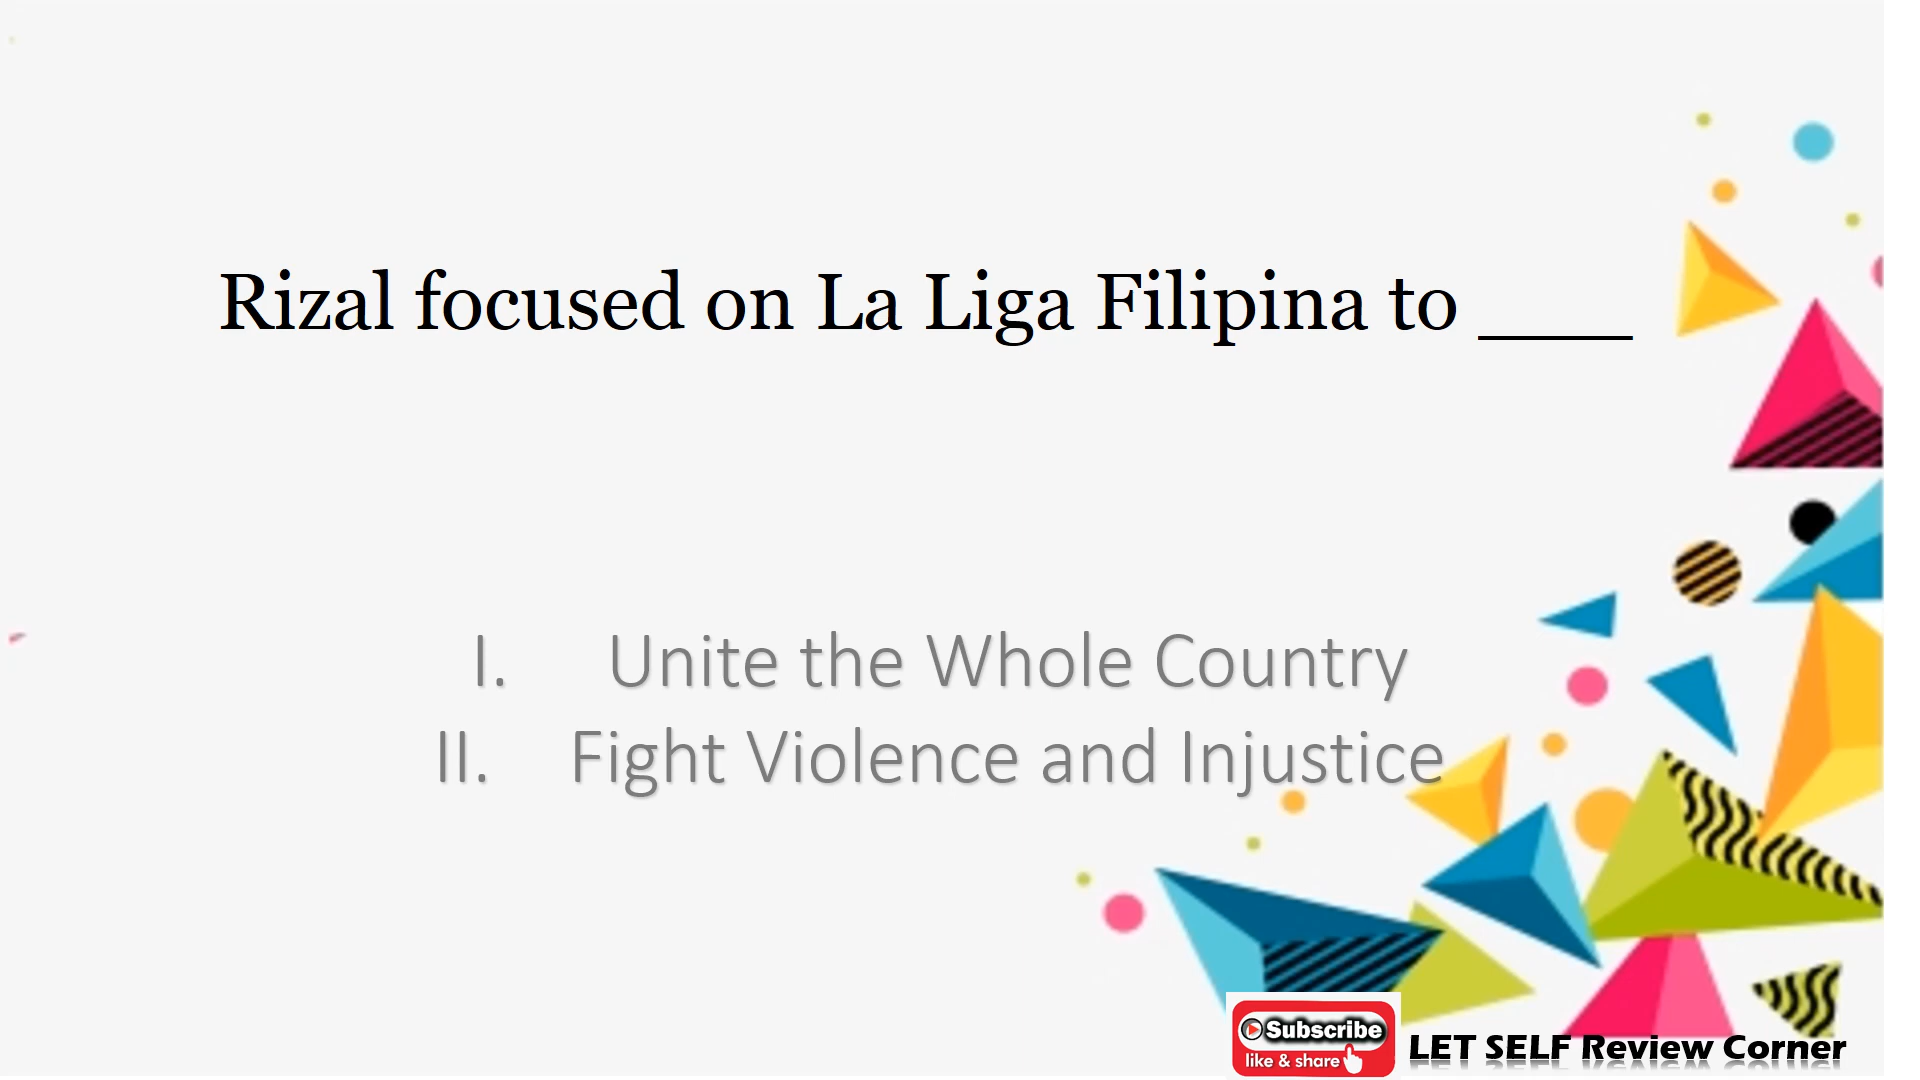 Rizal focused on La Liga Filipina to ____
I. Unite the Whole Country
II. Fight Violence and Injustice
Subscribe
like & share
LET SELF Review Corner